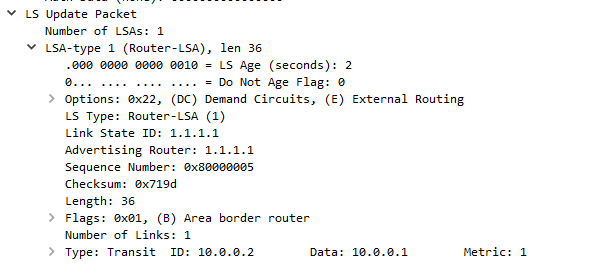 LS Update Packet
Number of LSAs: 1
LSA-type 1 (Router-LSA), len 36
.000 0000 0000 0010 = LS Age (seconds): 2
0... .... .... .... = Do Not Age Flag: 0
Options: 0x22, (DC) Demand Circuits, (E) External Routing
LS Type: Router-LSA (1)
Link State ID: 1.1.1.1
Advertising Router: 1.1.1.1
Sequence Number: 0x80000005
Checksum: 0x719d
Length: 36
Flags: 0x01, (B) Area border router
Number of Links: 1
Type: Transit  ID: 10.0.0.2       Data: 10.0.0.1       Metric: 1